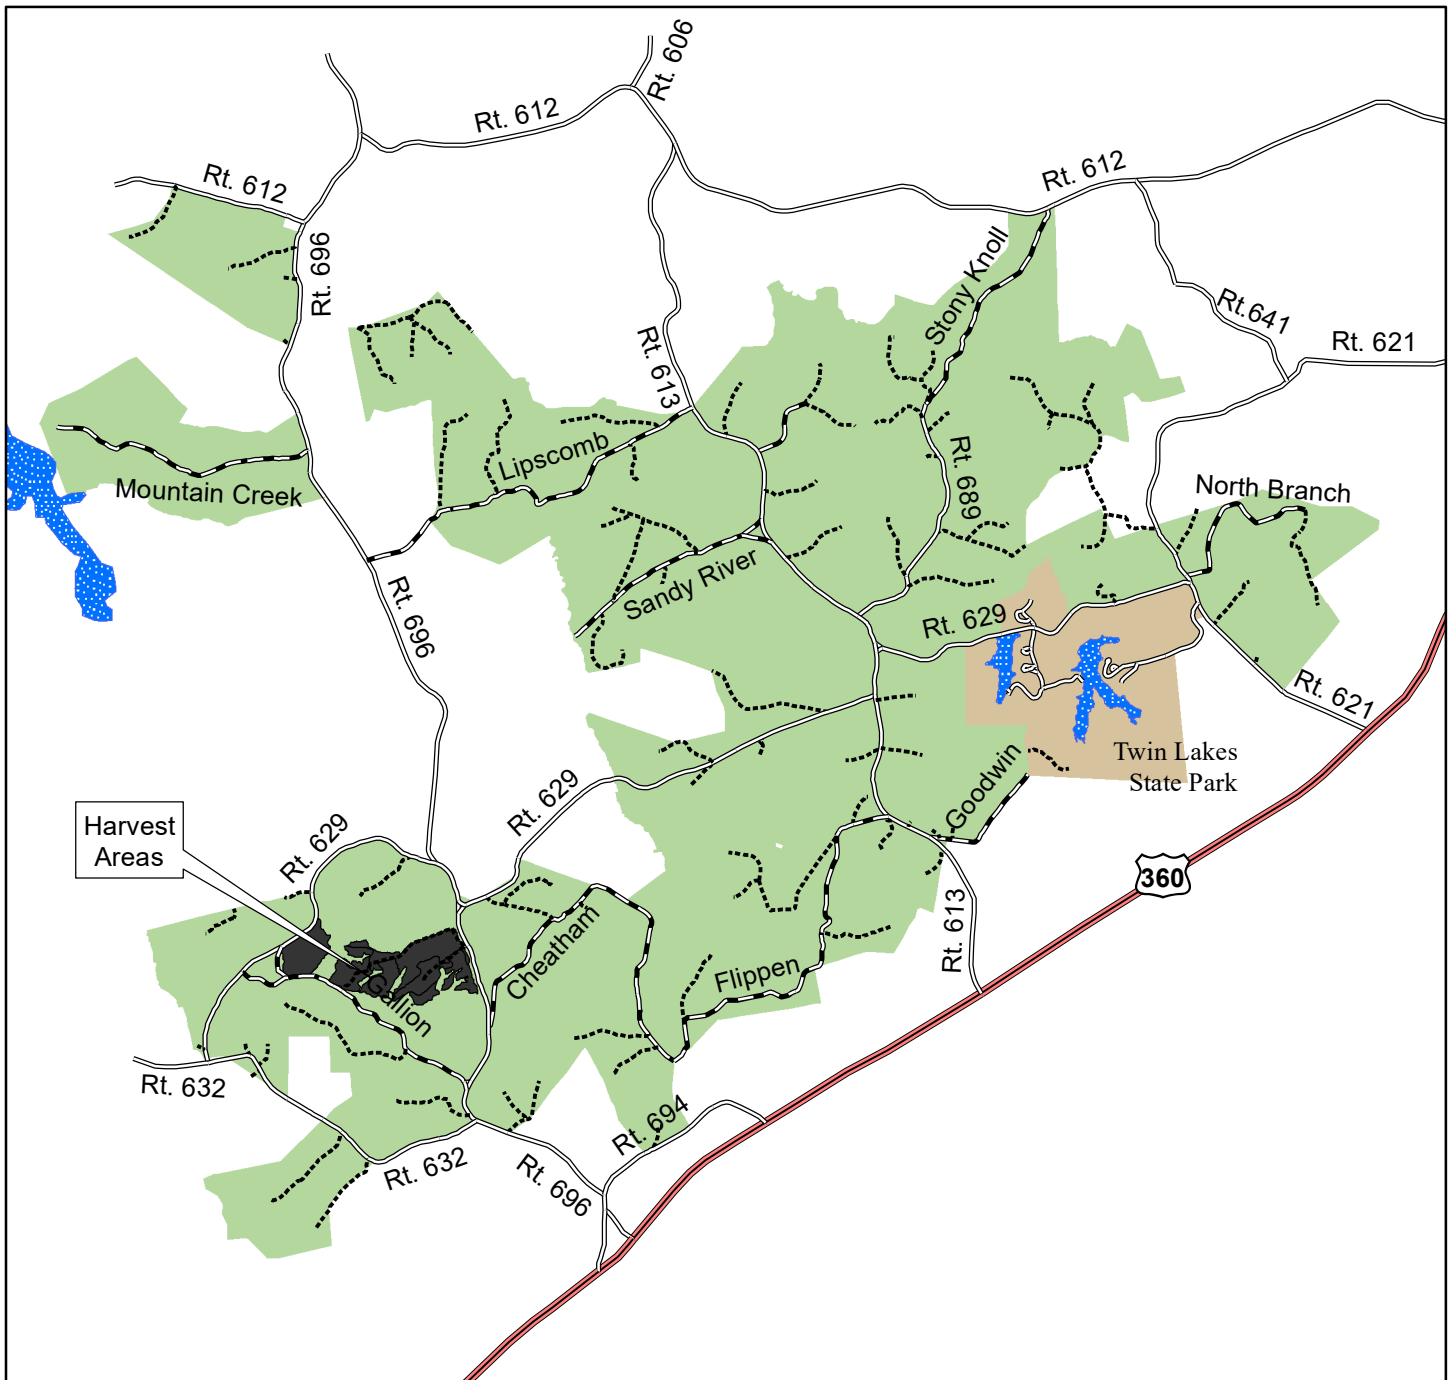 Rt. 606
Rt. 612
Rt. 612
Rt. 612
Rt. 696
Stony Knoll
Rt.641
Rt. 621
Rt. 613
Lipscomb
Mountain Creek
Rt. 689
North Branch
Sandy River
Rt. 696
Rt. 629
Rt. 621
Twin Lakes
State Park
Goodwin
Rt. 629
Harvest
Areas
Rt. 629
360
Rt. 613
Cheatham
Flippen
Gallion
Rt. 632
Rt. 694
Rt. 632
Rt. 696